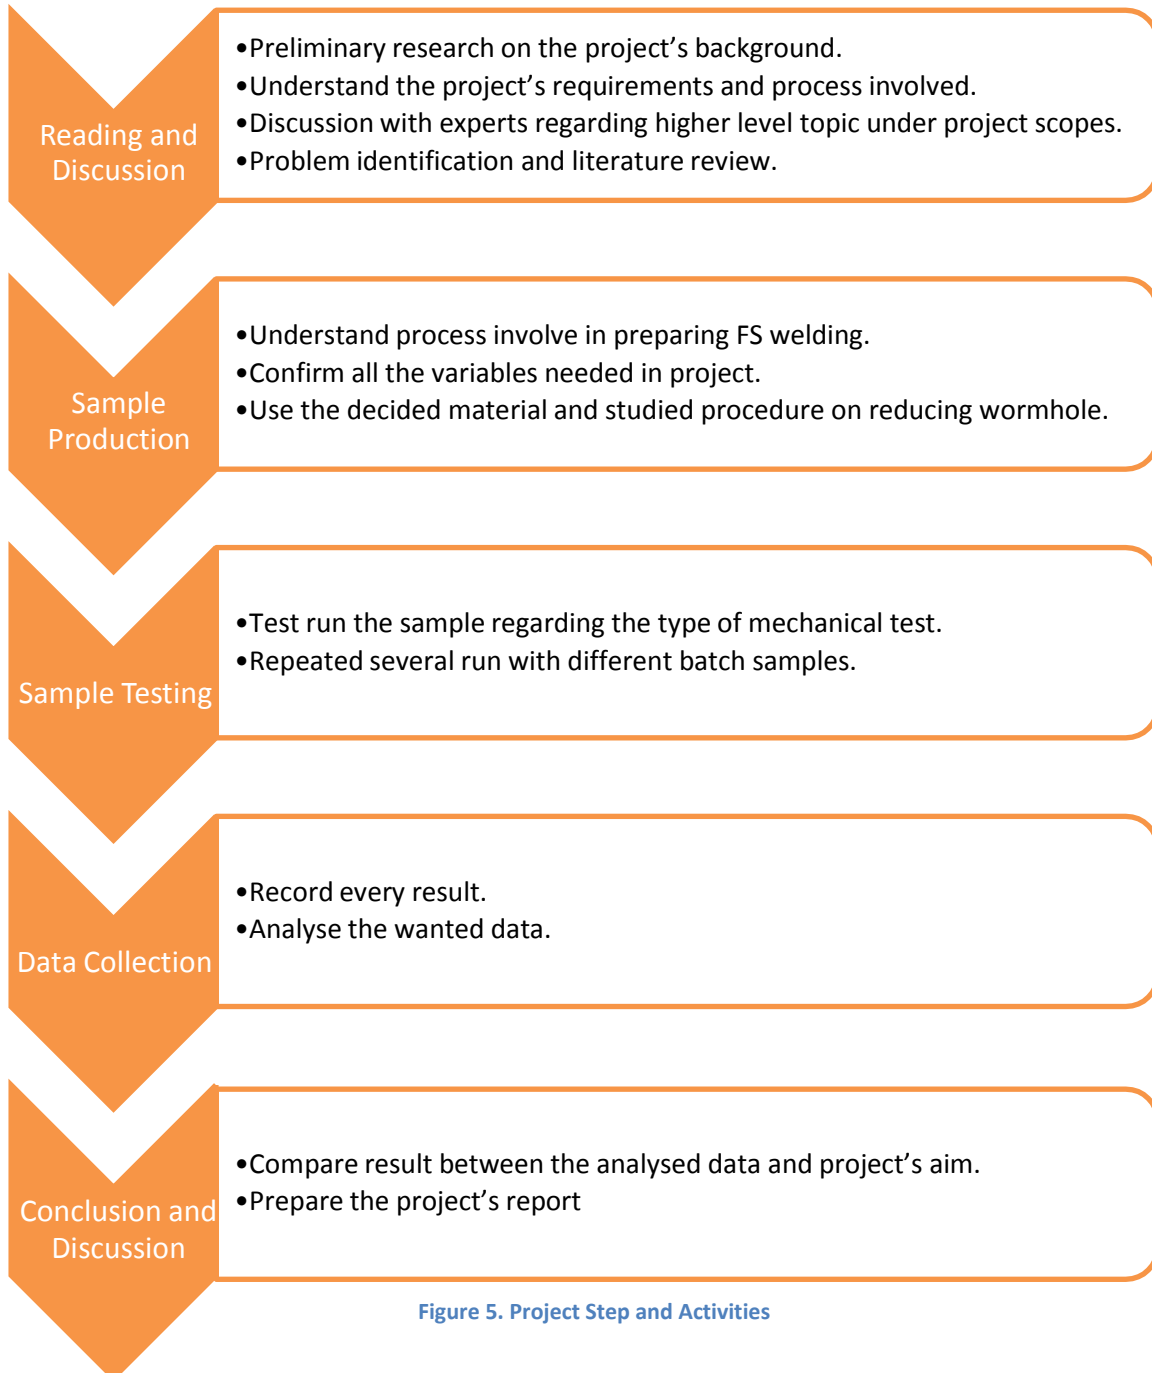 Reading and
Discussion
•Preliminary research on the project’s background.
•Understand the project’s requirements and process involved.
•Discussion with experts regarding higher level topic under project scopes.
•Problem identification and literature review.
Sample
Production
•Understand process involve in preparing FS welding.
•Confirm all the variables needed in project.
•Use the decided material and studied procedure on reducing wormhole.
Sample Testing
•Test run the sample regarding the type of mechanical test.
•Repeated several run with different batch samples.
Data Collection
•Record every result.
•Analyse the wanted data.
Conclusion and
Discussion
•Compare result between the analysed data and project’s aim.
•Prepare the project’s report
Figure 5. Project Step and Activities